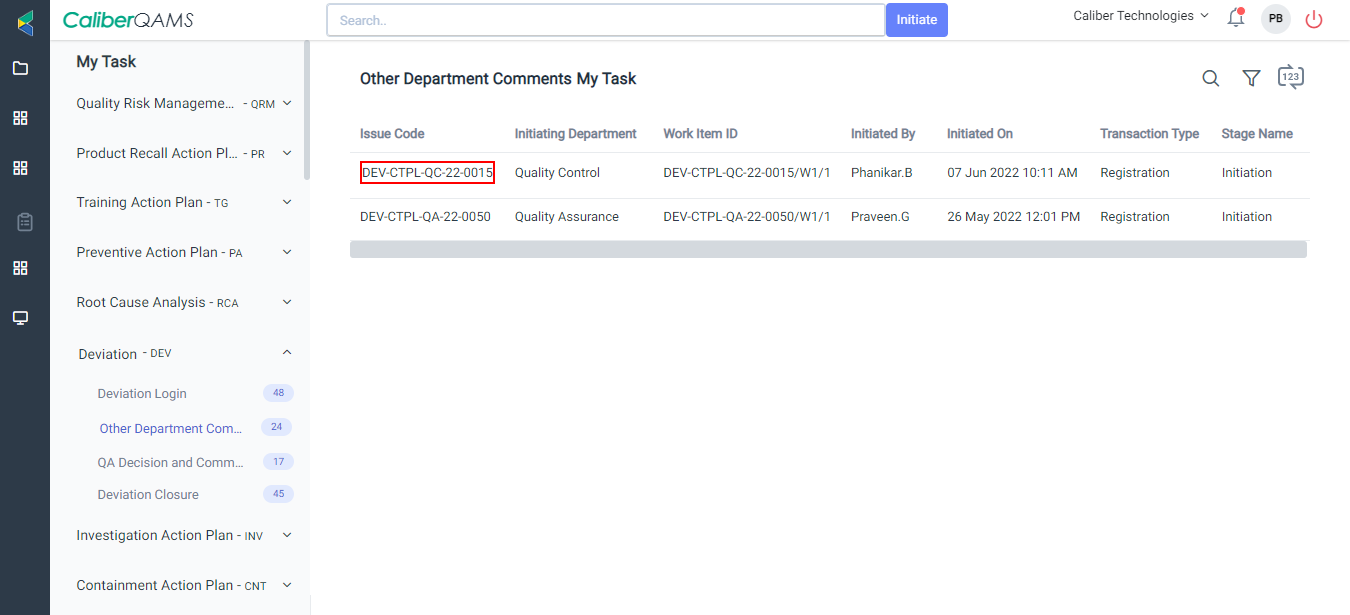 CaliberQAMS
Search..
Initiate
Caliber Technologies
PB
My Task
Quality Risk Manageme... - QRM
Product Recall Action Pl... - PR
Training Action Plan - TG
Preventive Action Plan - PA
Root Cause Analysis - RCA
Deviation - DEV
Deviation Login 48
Other Department Com... 24
QA Decision and Comm... 17
Deviation Closure 45
Investigation Action Plan - INV
Containment Action Plan - CNT
Other Department Comments My Task
123
Issue Code Initiating Department Work Item ID Initiated By Initiated On Transaction Type Stage Name
DEV-CTPL-QC-22-0015 Quality Control DEV-CTPL-QC-22-0015/W1/1 Phanikar.B 07 Jun 2022 10:11 AM Registration Initiation
DEV-CTPL-QA-22-0050 Quality Assurance DEV-CTPL-QA-22-0050/W1/1 Praveen.G 26 May 2022 12:01 PM Registration Initiation